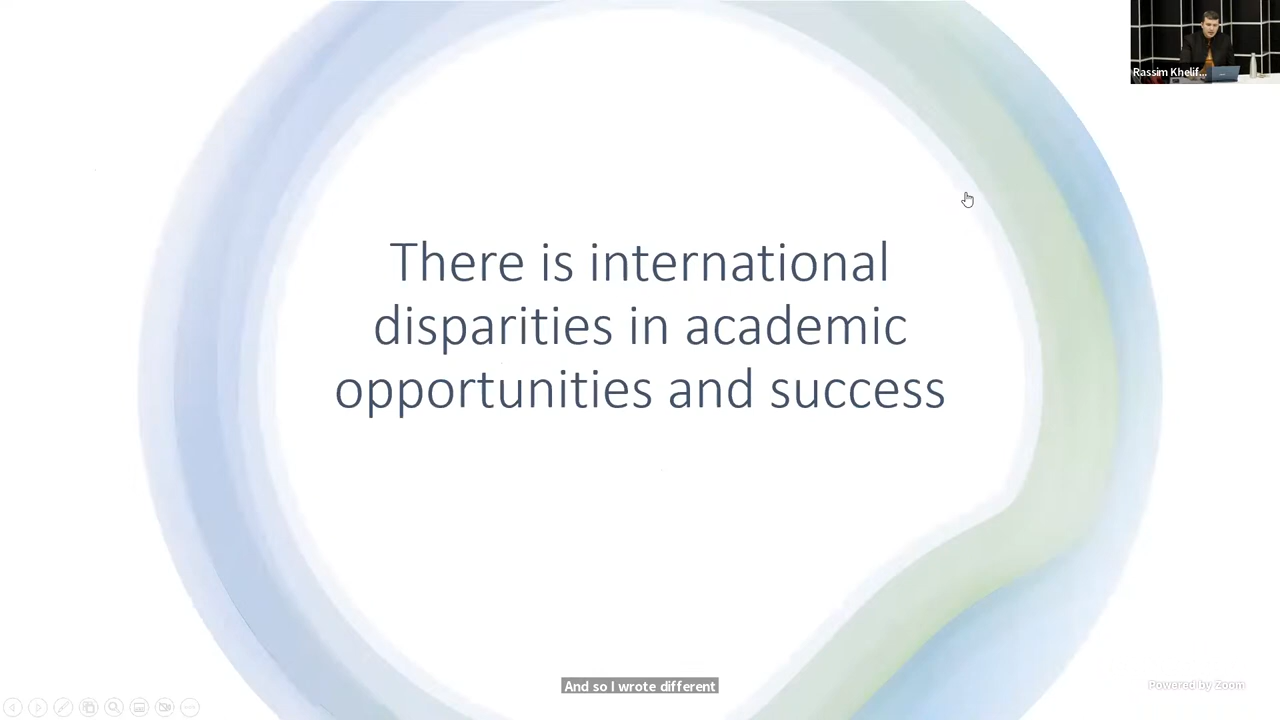 Rassim Khelif...
There is international
disparities in academic
opportunities and success
And so I wrote different
Powered by Zoom